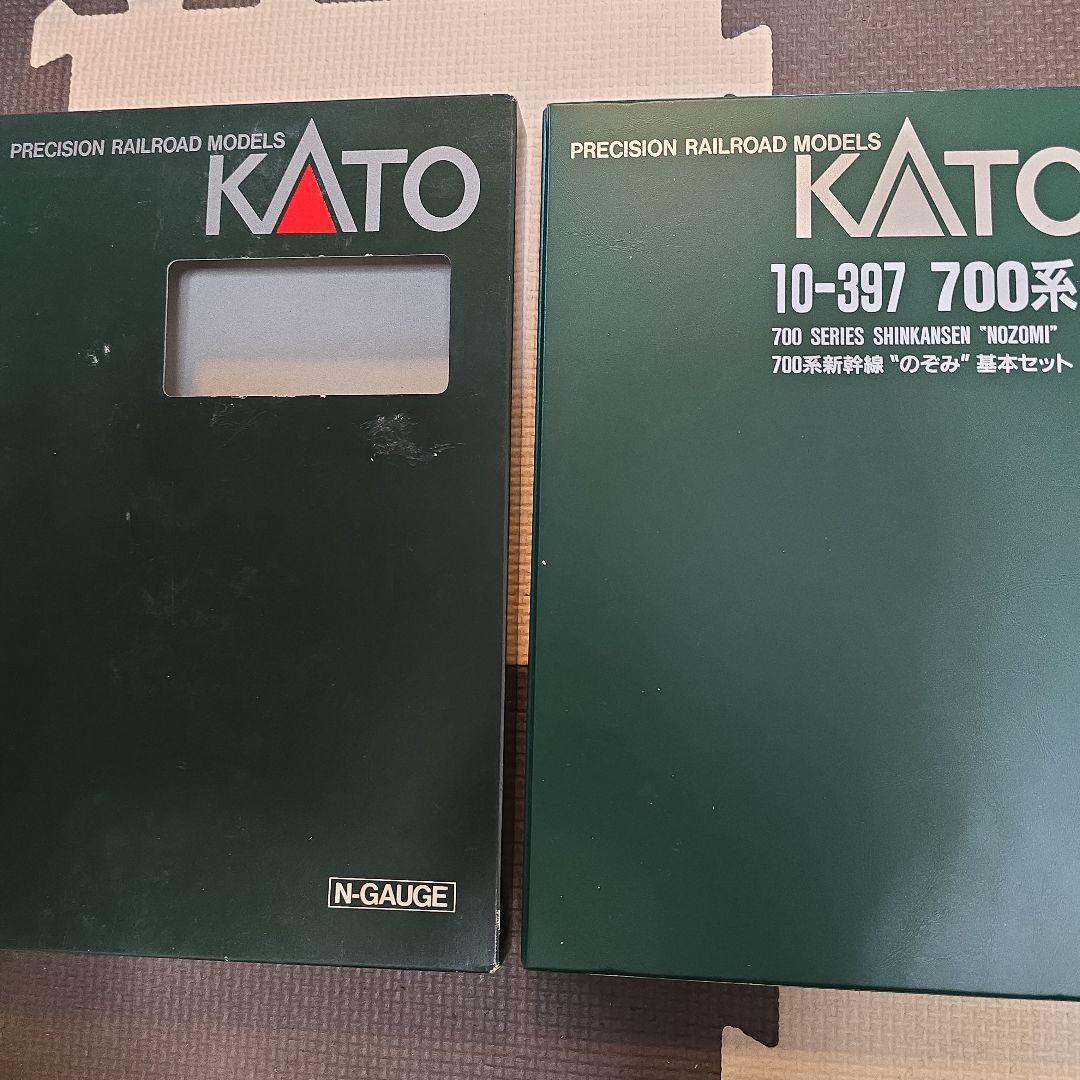 PRECISION RAILROAD MODELS
KATO
N-GAUGE
PRECISION RAILROAD MODELS
KATO
10-397 700系
700 SERIES SHINKANSEN "NOZOMI"
700系新幹線"のぞみ"基本セット